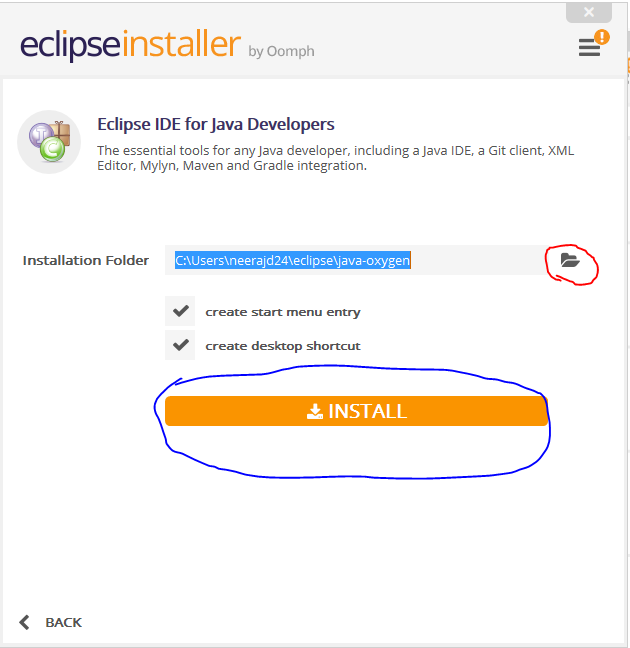 eclipseinstaller by Oomph
Eclipse IDE for Java Developers
The essential tools for any Java developer, including a Java IDE, a Git client, XML
Editor, Mylyn, Maven and Gradle integration.
Installation Folder C:\Users\neerajd24\eclipse\java-oxygen
create start menu entry
create desktop shortcut
INSTALL
BACK